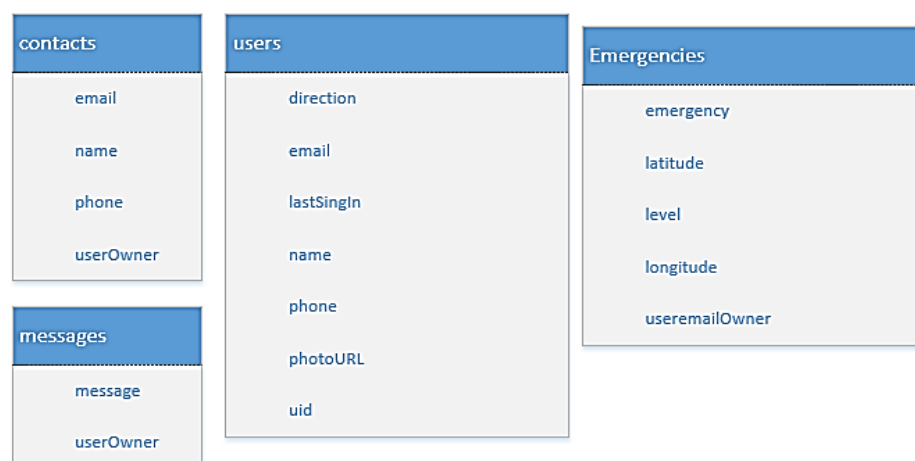 contacts
email
name
phone
userOwner
messages
message
userOwner
users
direction
email
lastSingIn
name
phone
photoURL
uid
Emergencies
emergency
latitude
level
longitude
useremailOwner